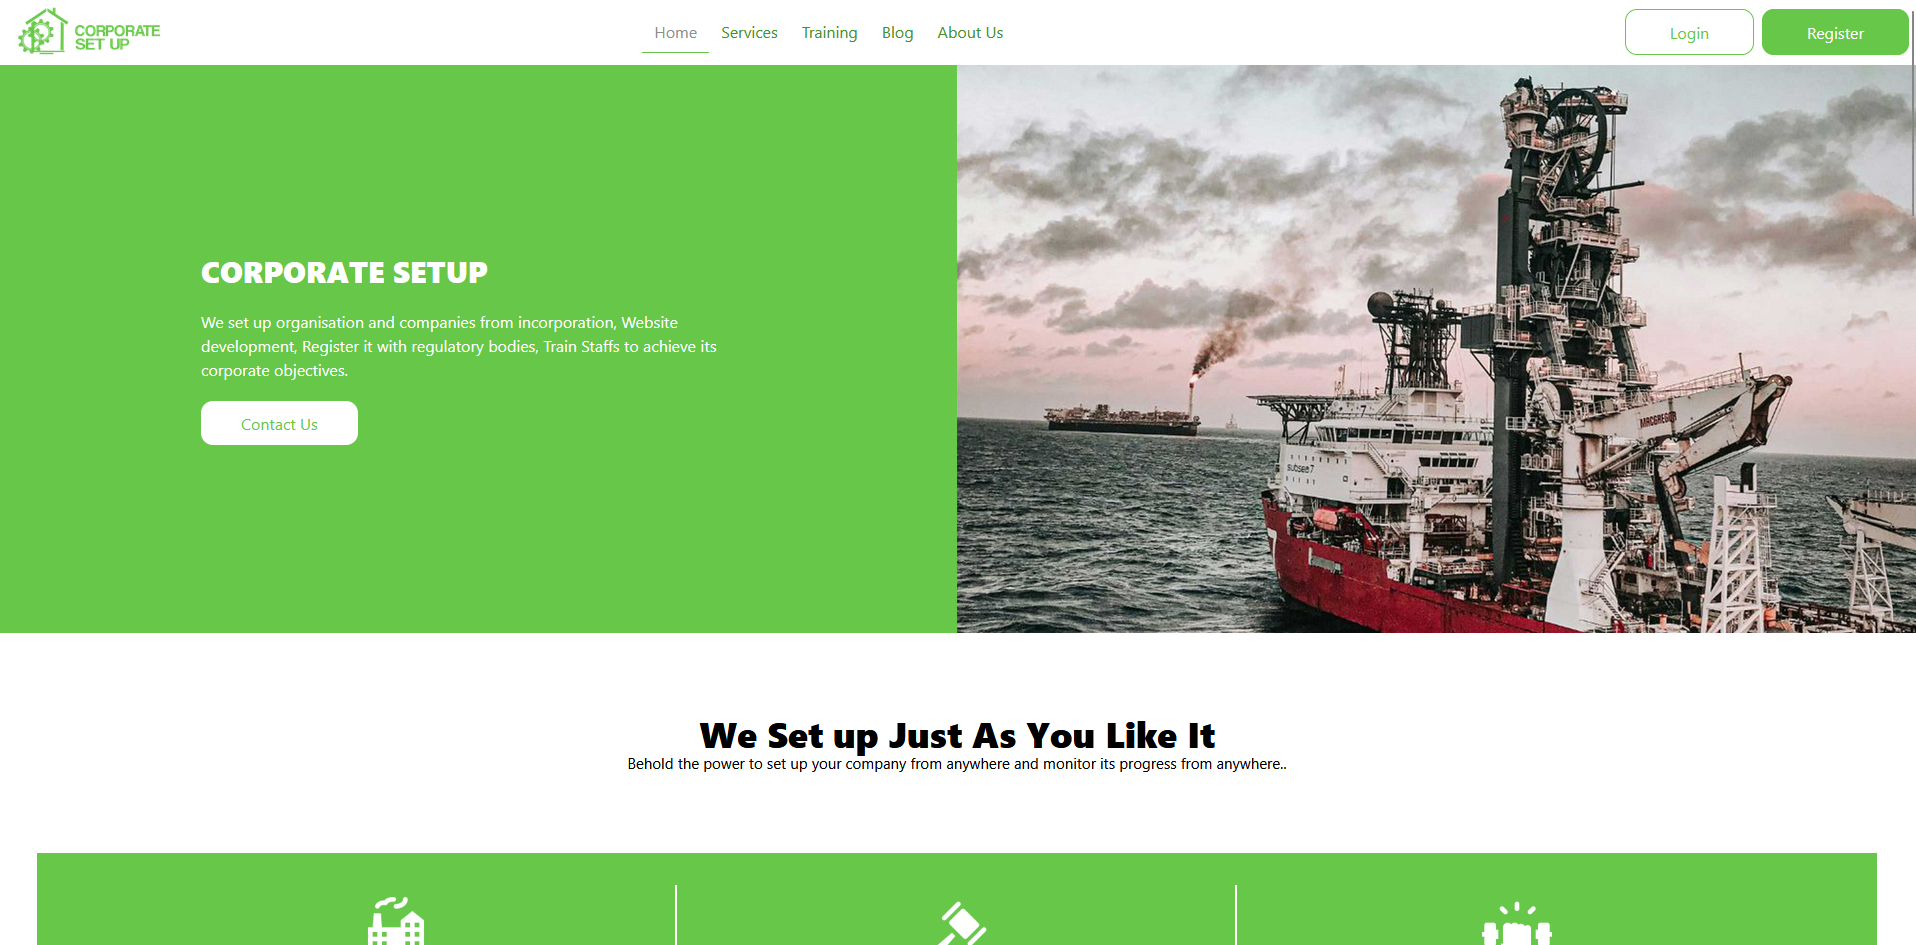 CORPORATE
SET UP
Home Services Training Blog About Us
Login Register
CORPORATE SETUP
We set up organisation and companies from incorporation, Website
development, Register it with regulatory bodies, Train Staffs to achieve its
corporate objectives.
Contact Us
subsea 7
MACGREGOR
We Set up Just As You Like It
Behold the power to set up your company from anywhere and monitor its progress from anywhere..